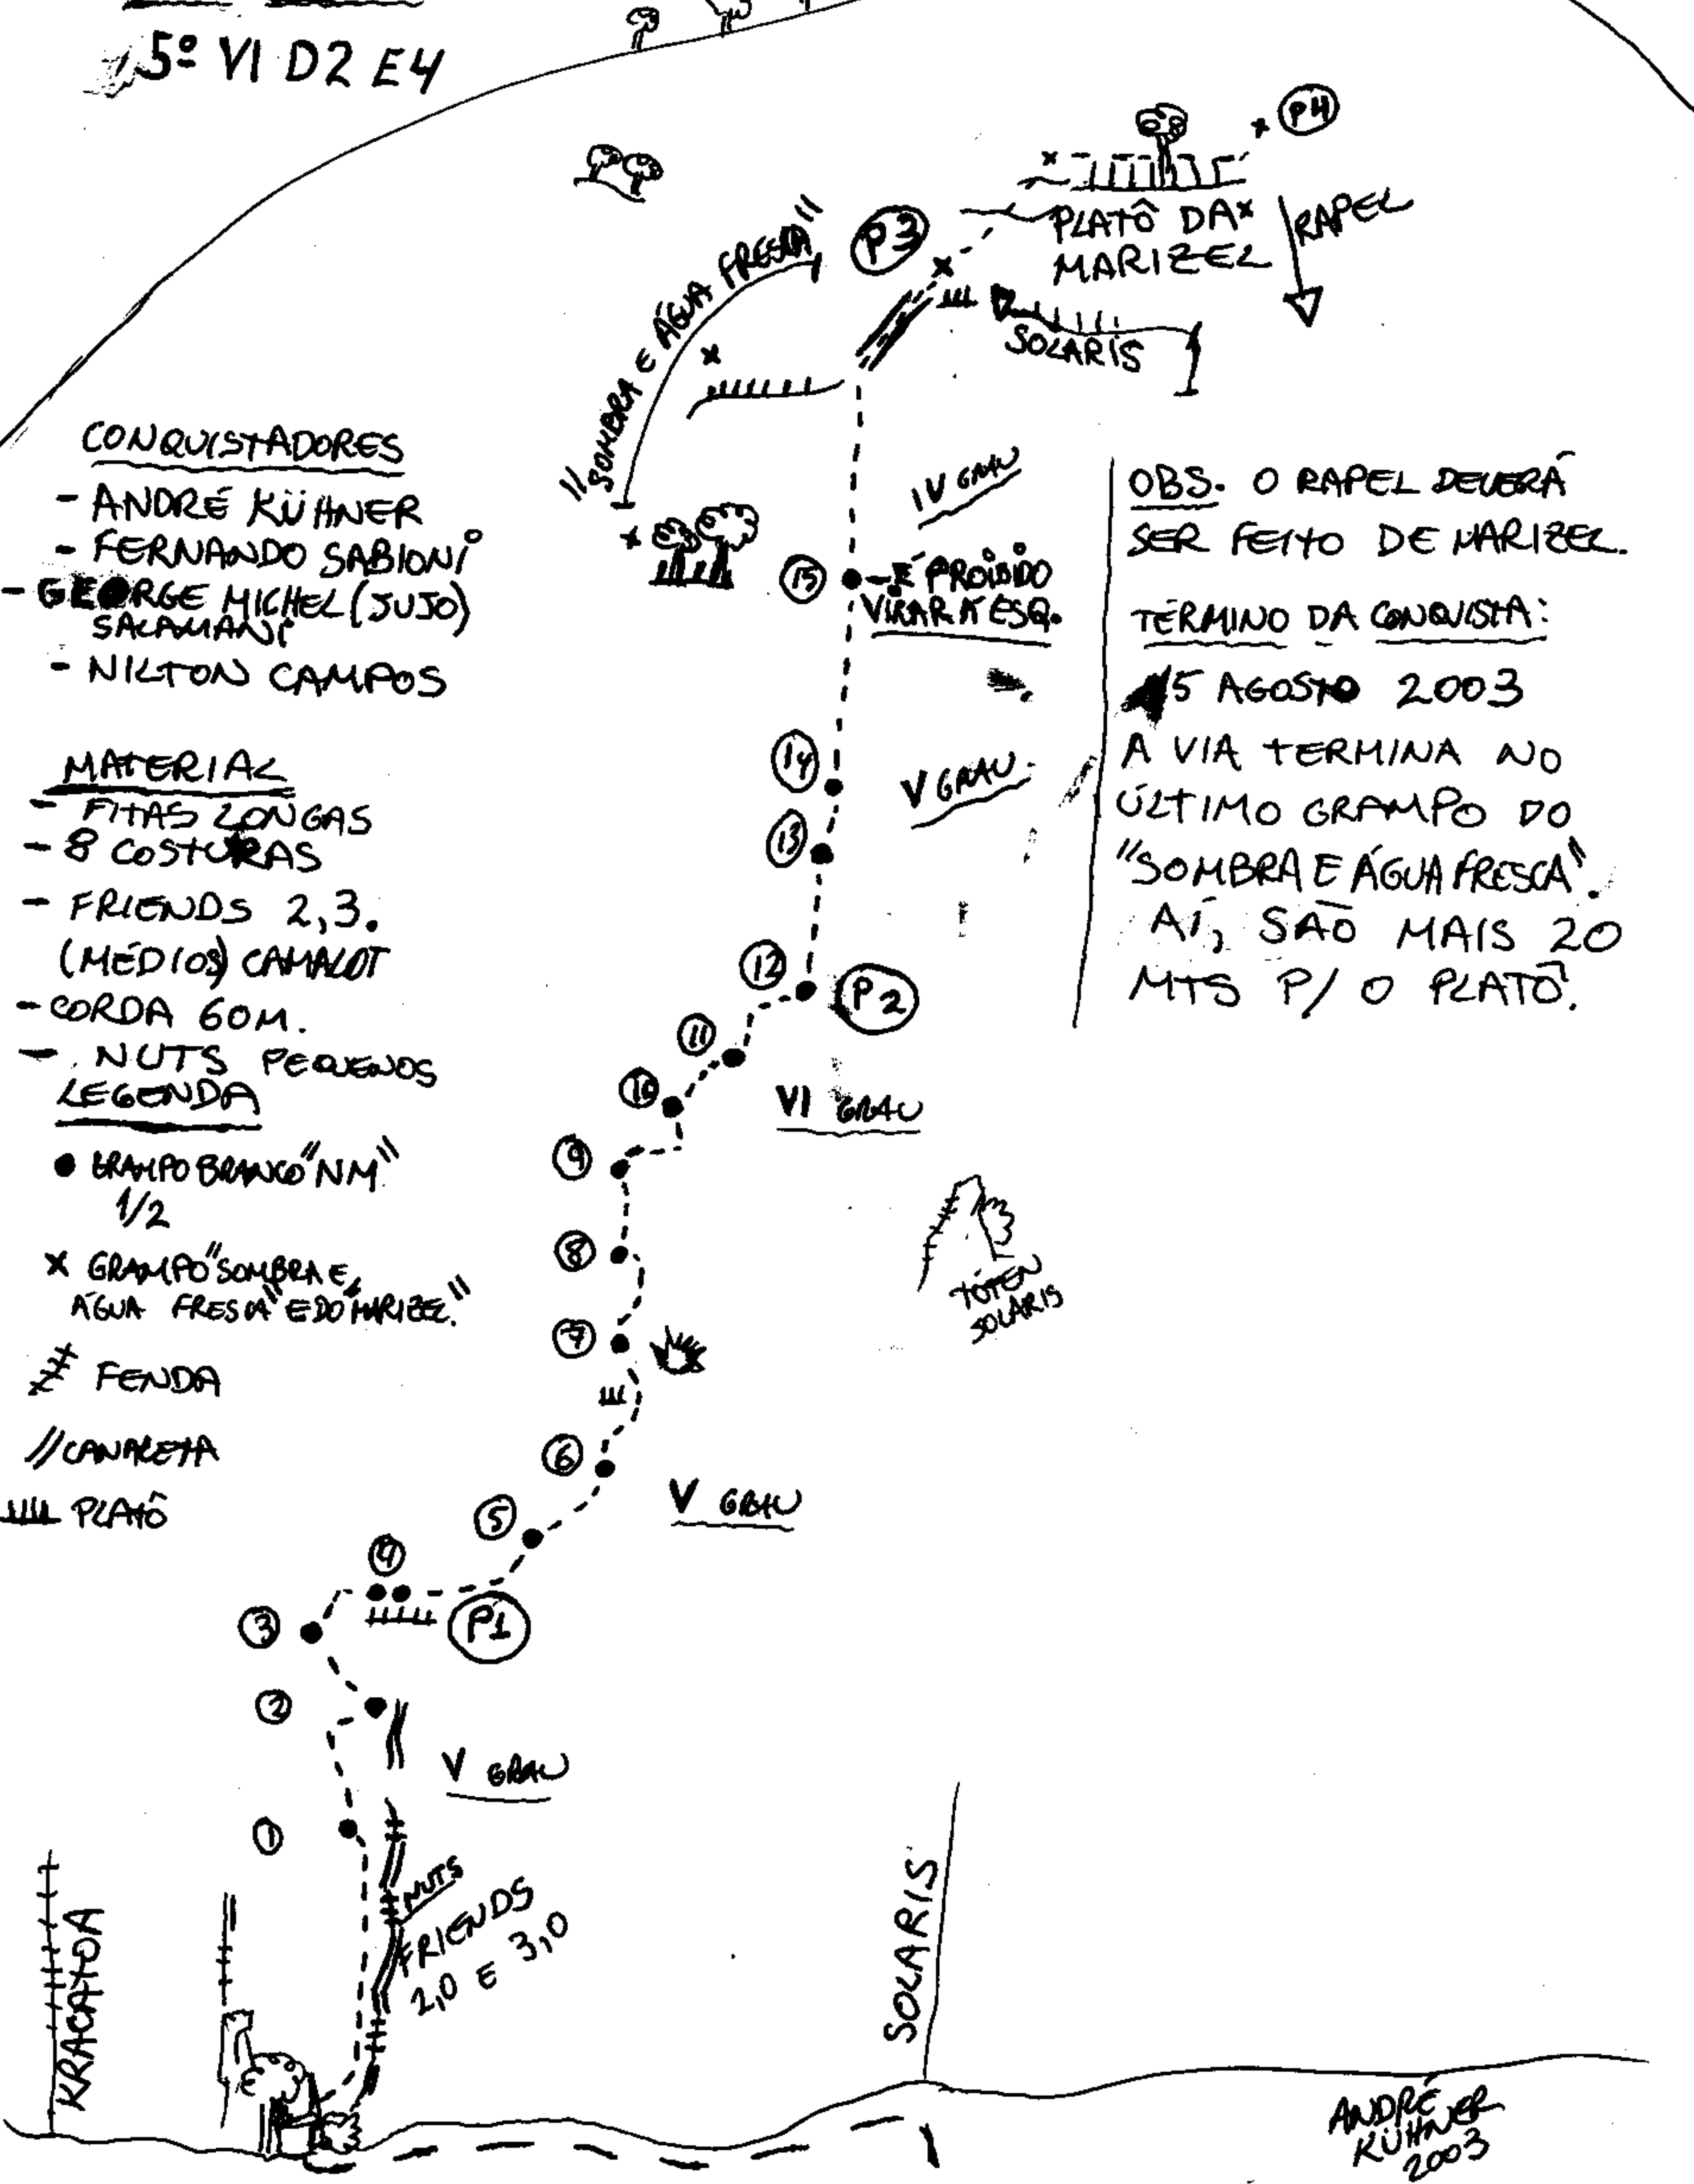 5º VI D2 E4
P4
PLATÔ DA
MARIZEL
RAPEL
P3
"SOMBRA E ÁGUA FRESCA"
SOLARIS
CONQUISTADORES
- ANDRÉ KÜHNER
- FERNANDO SABIONI
- GEORGE MICHEL (JUJO)
SALAMANI
- NILTON CAMPOS
MATERIAL
- FITAS LONGAS
- 8 COSTURAS
- FRIENDS 2,3.
(MÉDIOS) CAMALOT
- CORDA 60M.
- NUTS PEQUENOS
LEGENDA
● GRAMPO BRANCO "NM"
1/2
x GRAMPO "SOMBRA E
ÁGUA FRESCA" E DO "MARIZEL"
FENDA
// CANALETA
PLATÔ
IV GRAU
15
- É PROIBIDO
VIRAR À ESQ.
14
V GRAU
13
12
P2
11
10
VI GRAU
9
8
7
TÓTEN
SOLARIS
6
V GRAU
5
4
P1
3
2
V GRAU
1
NUTS
FRIENDS
2,0 E 3,0
KRACATOA
SOLARIS
OBS. O RAPEL DEVERÁ
SER FEITO DE MARIZEL.
TÉRMINO DA CONQUISTA:
15 AGOSTO 2003
A VIA TERMINA NO
ÚLTIMO GRAMPO DO
"SOMBRA E ÁGUA FRESCA".
AÍ, SÃO MAIS 20
MTS P/ O PLATÔ.
ANDRÉ
KÜHNER
2003